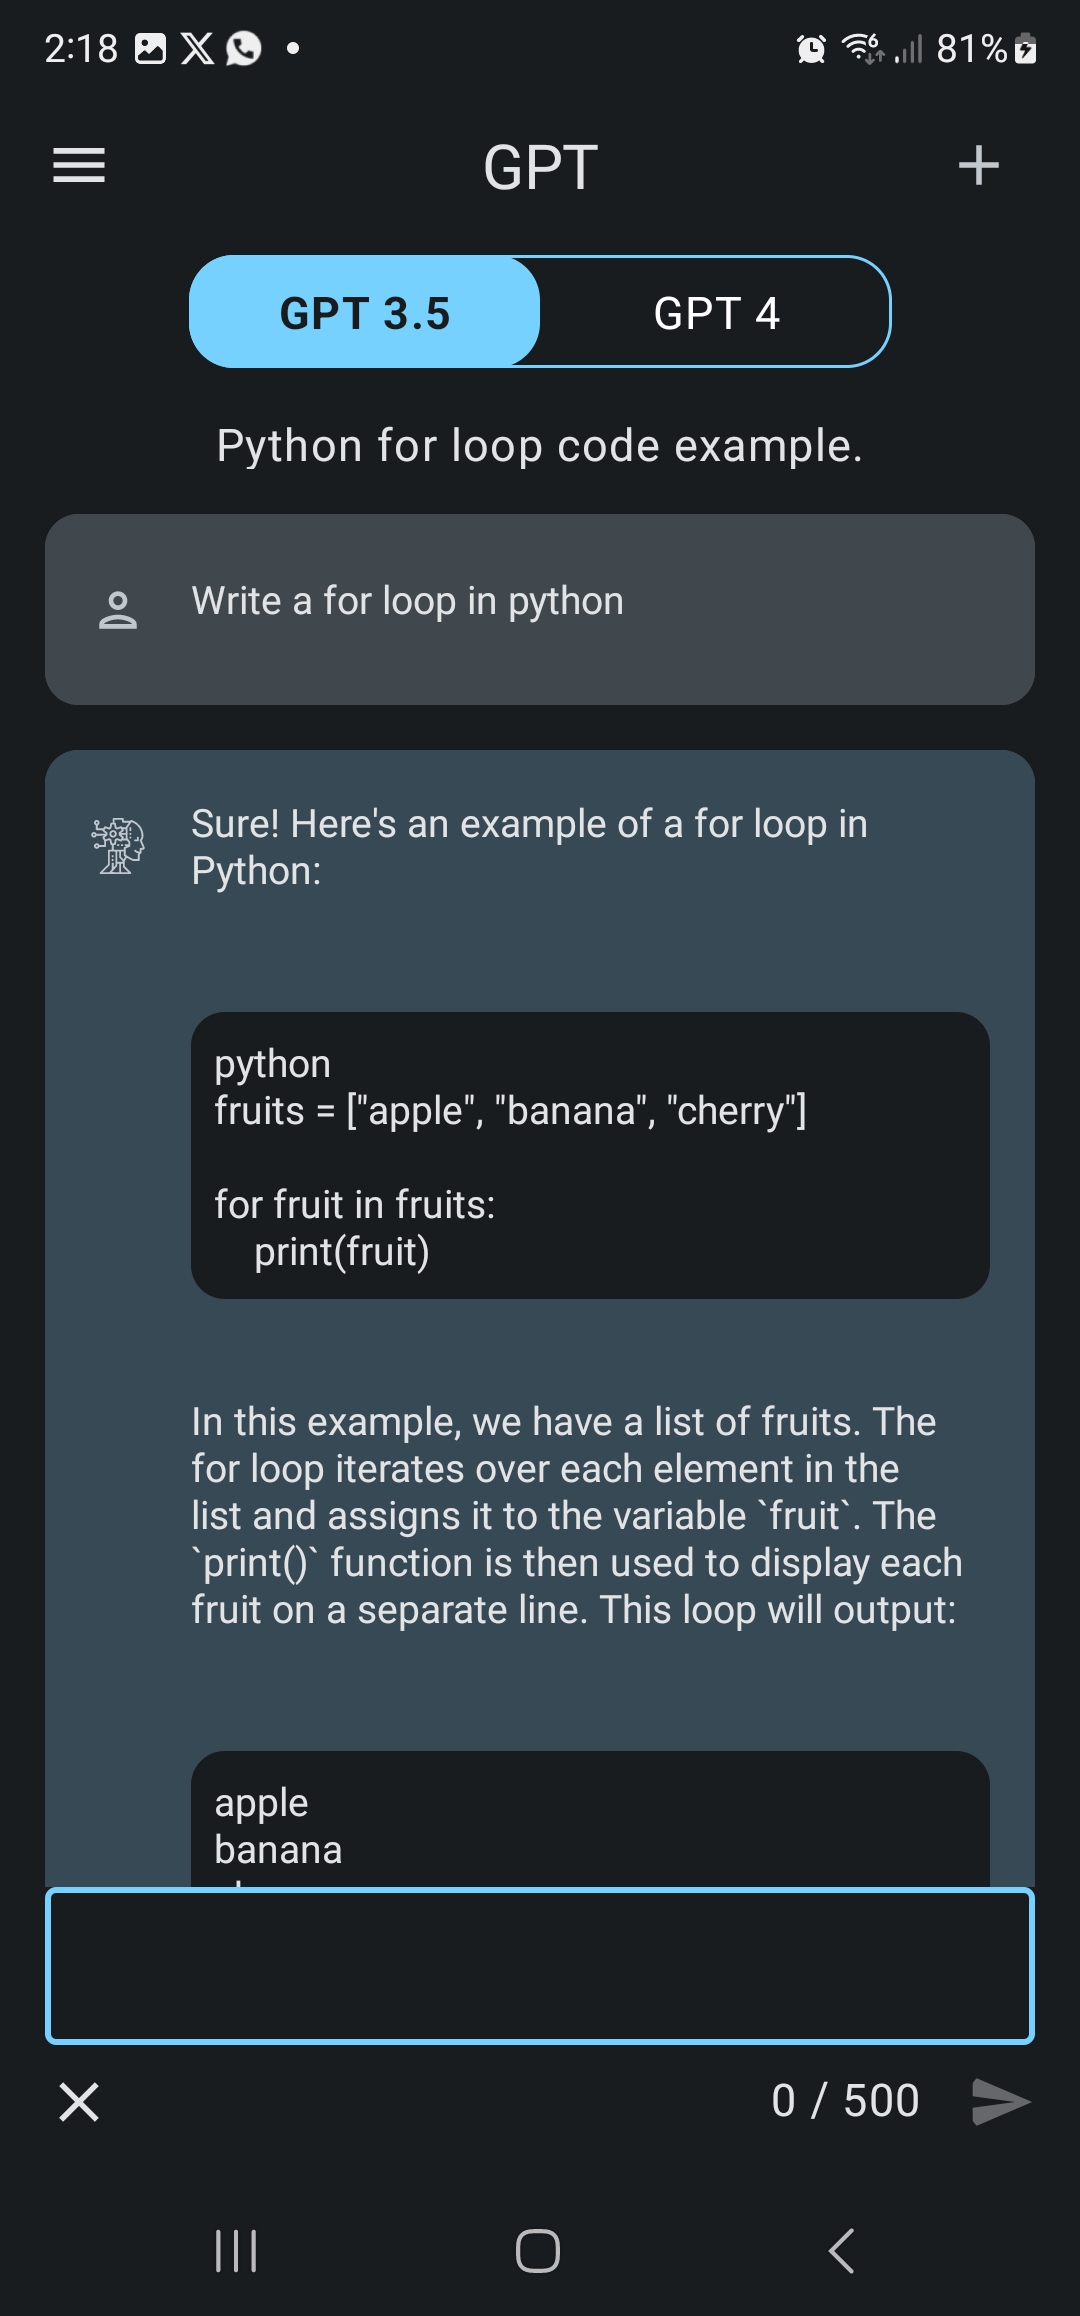 2:18
81%
GPT
GPT 3.5
GPT 4
Python for loop code example.
Write a for loop in python
Sure! Here's an example of a for loop in
Python:
python
fruits = ["apple", "banana", "cherry"]
for fruit in fruits:
    print(fruit)
In this example, we have a list of fruits. The
for loop iterates over each element in the
list and assigns it to the variable `fruit`. The
`print()` function is then used to display each
fruit on a separate line. This loop will output:
apple
banana
0 / 500